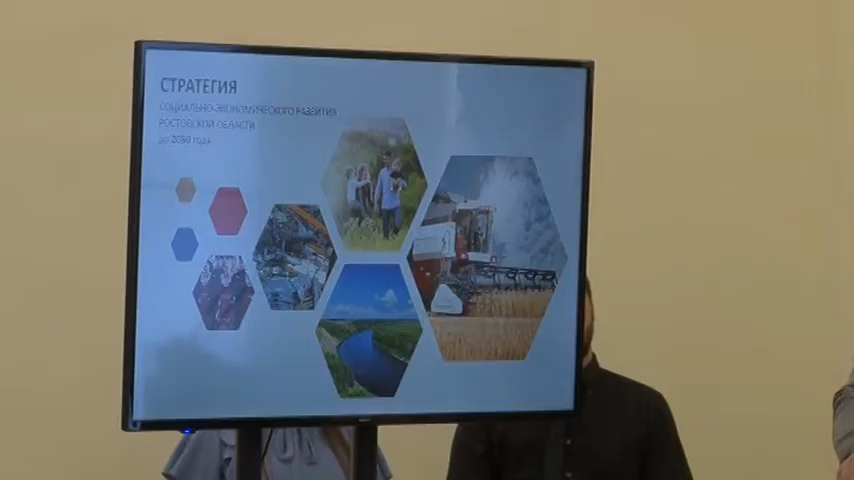 СТРАТЕГИЯ
СОЦИАЛЬНО-ЭКОНОМИЧЕСКОГО РАЗВИТИЯ
РОСТОВСКОЙ ОБЛАСТИ
до 2030 года